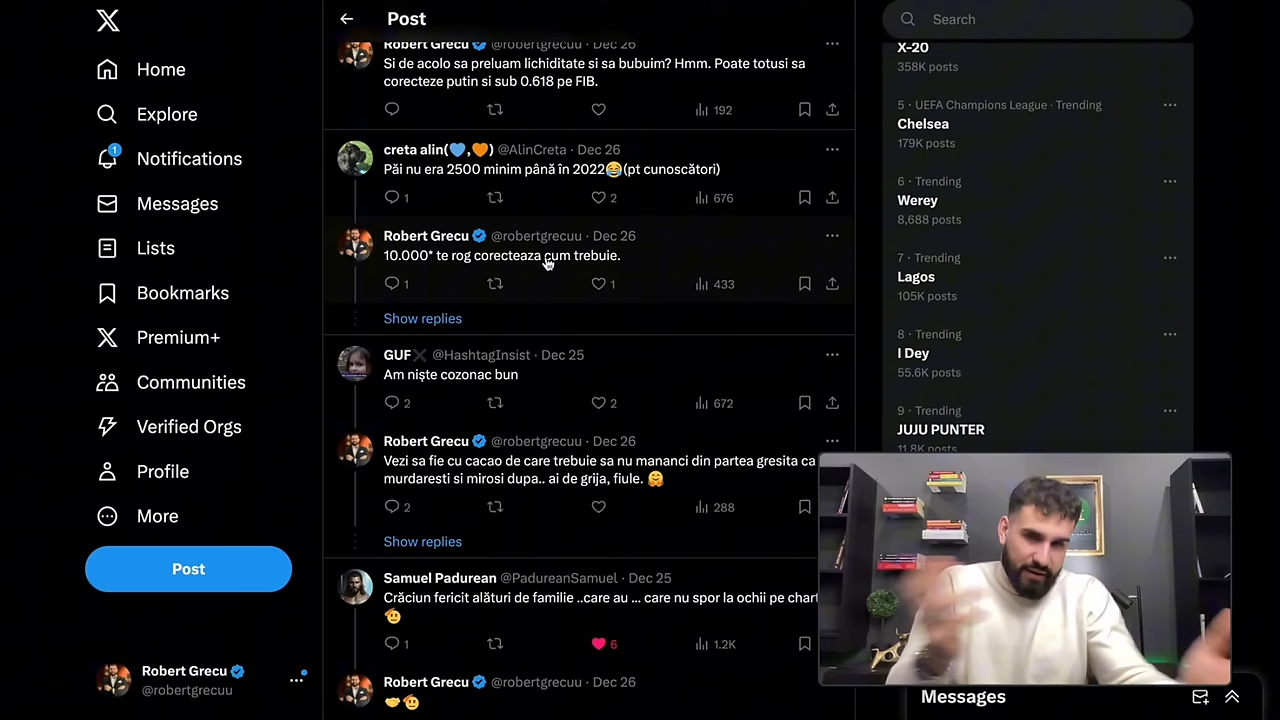 Home
Explore
1
Notifications
Messages
Lists
Bookmarks
Premium+
Communities
Verified Orgs
Profile
More
Post
Robert Grecu
@robertgrecuu
Post
Robert Grecu @robertgrecuu · Dec 26
Si de acolo sa preluam lichiditate si sa bubuim? Hmm. Poate totusi sa
corecteze putin si sub 0.618 pe FIB.
192
creta alin(💙,🧡) @AlinCreta · Dec 26
Păi nu era 2500 minim până în 2022😂(pt cunoscători)
1 2 676
Robert Grecu @robertgrecuu · Dec 26
10.000* te rog corecteaza cum trebuie.
1 1 433
Show replies
GUF @HashtagInsist · Dec 25
Am niște cozonac bun
2 2 672
Robert Grecu @robertgrecuu · Dec 26
Vezi sa fie cu cacao de care trebuie sa nu mananci din partea gresita ca
murdaresti si mirosi dupa.. ai de grija, fiule. 🤗
2 288
Show replies
Samuel Padurean @PadureanSamuel · Dec 25
Crăciun fericit alături de familie ..care au ... care nu spor la ochii pe chart
🫡
1 6 1.2K
Robert Grecu @robertgrecuu · Dec 26
🤝🫡
Search
X-20
358K posts
5 · UEFA Champions League · Trending
Chelsea
179K posts
6 · Trending
Werey
8,688 posts
7 · Trending
Lagos
105K posts
8 · Trending
I Dey
55.6K posts
9 · Trending
JUJU PUNTER
11.8K posts
Messages